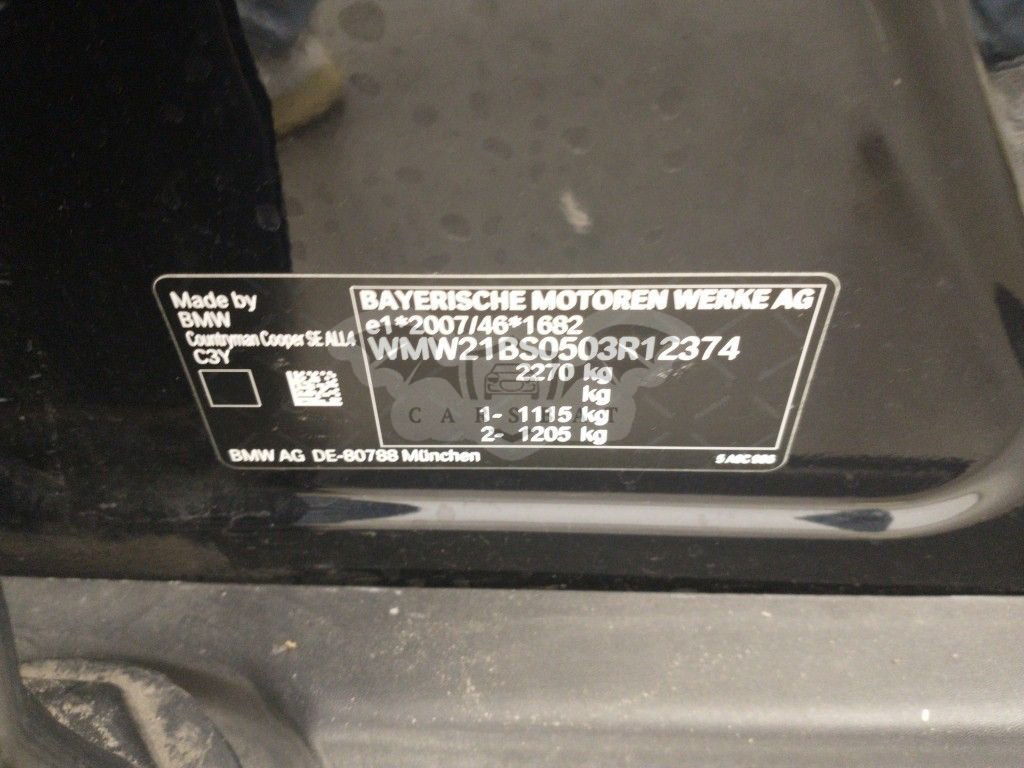 Made by
BMW
Countryman Cooper SE ALL4
C3Y
BAYERISCHE MOTOREN WERKE AG
e1*2007/46*1682
WMW21BS0503R12374
2270 kg
kg
1- 1115 kg
2- 1205 kg
BMW AG DE-80788 München